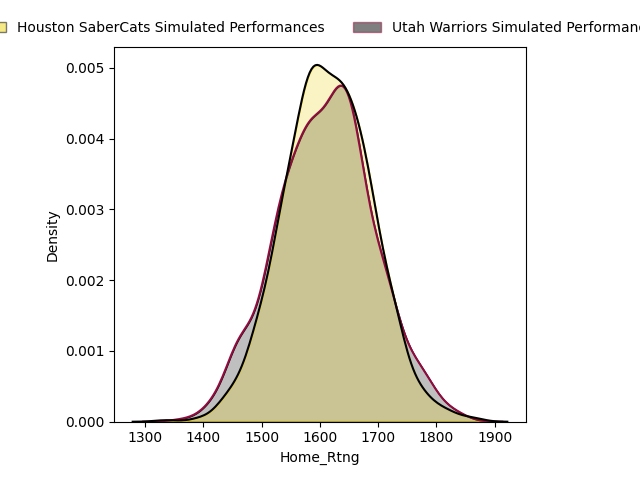 Houston SaberCats Simulated Performances
Utah Warriors Simulated
0.005
0.004
0.003
0.002
0.001
0.000
Density
1300 1400 1500 1600 1700 1800 1900
Home_Rtng